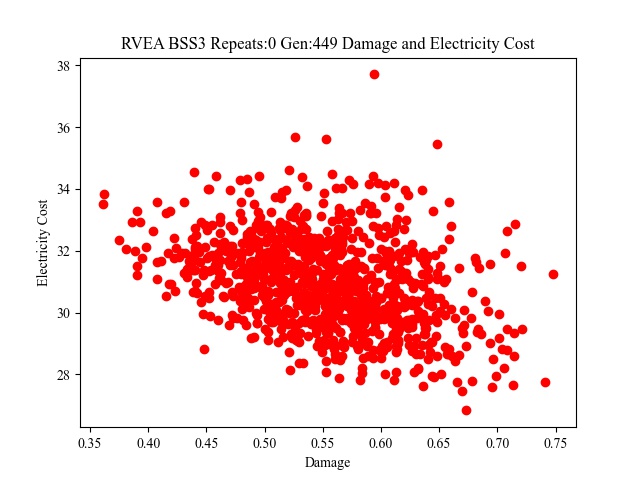 RVEA BSS3 Repeats:0 Gen:449 Damage and Electricity Cost
38
36
34
32
30
28
Electricity Cost
0.35 0.40 0.45 0.50 0.55 0.60 0.65 0.70 0.75
Damage